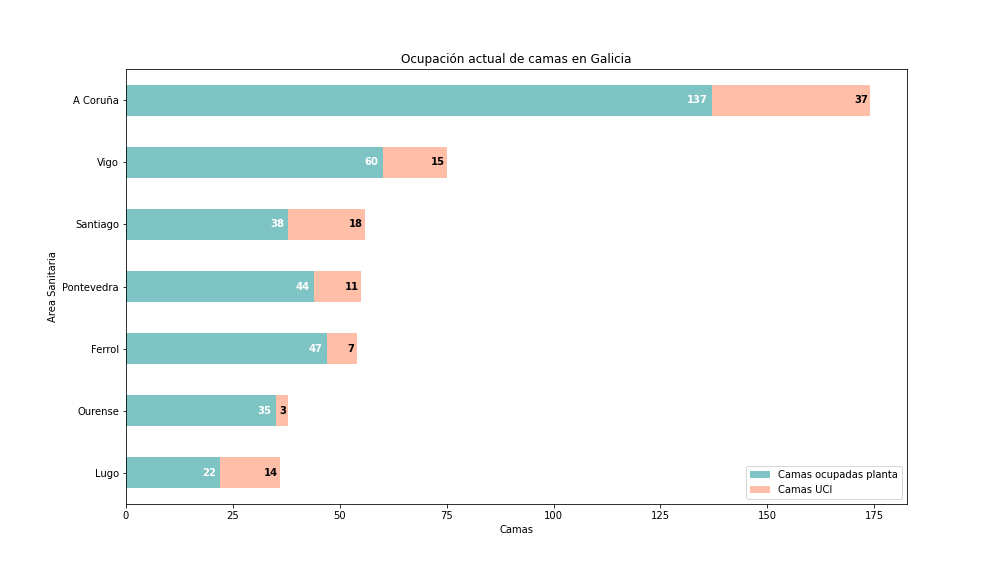 Ocupación actual de camas en Galicia
A Coruña
137
37
Vigo
60
15
Santiago
38
18
Area Sanitaria
Pontevedra
44
11
Ferrol
47
7
Ourense
35
3
Lugo
22
14
Camas ocupadas planta
Camas UCI
0 25 50 75 100 125 150 175
Camas